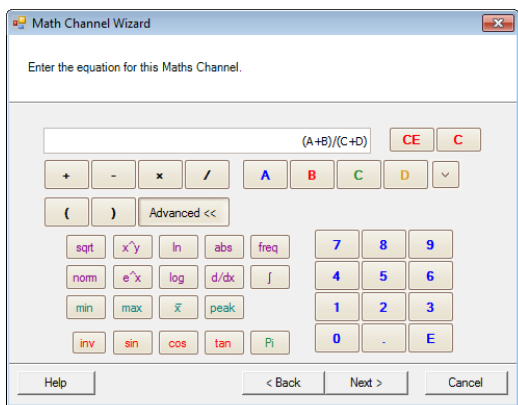 Math Channel Wizard
Enter the equation for this Maths Channel.
(A+B)/(C+D) CE C
+ - × / A B C D
( ) Advanced <<
sqrt x^y ln abs freq 7 8 9
norm e^x log d/dx ∫ 4 5 6
min max x̅ peak 1 2 3
inv sin cos tan Pi 0 . E
Help < Back Next > Cancel